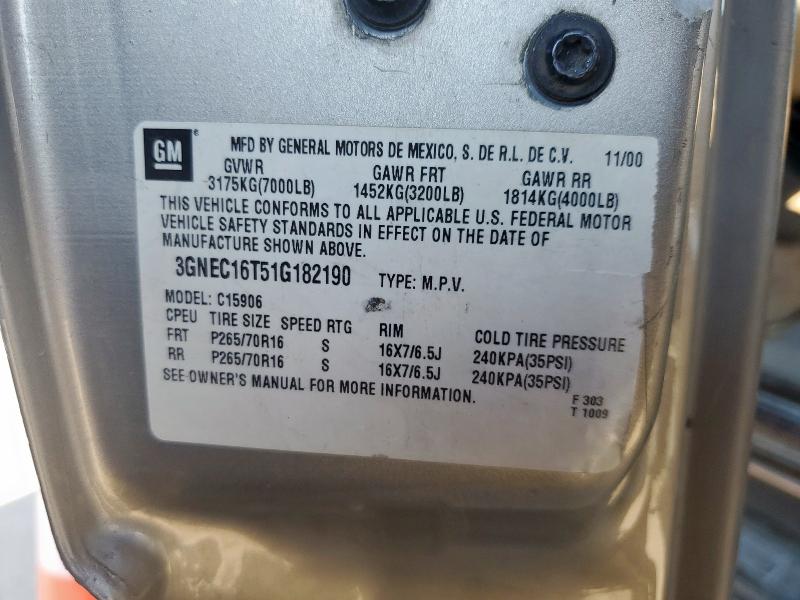 GM ® MFD BY GENERAL MOTORS DE MEXICO, S. DE R.L. DE C.V. 11/00
GVWR GAWR FRT GAWR RR
3175KG(7000LB) 1452KG(3200LB) 1814KG(4000LB)
THIS VEHICLE CONFORMS TO ALL APPLICABLE U.S. FEDERAL MOTOR
VEHICLE SAFETY STANDARDS IN EFFECT ON THE DATE OF
MANUFACTURE SHOWN ABOVE.
3GNEC16T51G182190 TYPE: M.P.V.
MODEL: C15906
CPEU TIRE SIZE SPEED RTG RIM COLD TIRE PRESSURE
FRT P265/70R16 S 16X7/6.5J 240KPA(35PSI)
RR P265/70R16 S 16X7/6.5J 240KPA(35PSI)
SEE OWNER'S MANUAL FOR MORE INFORMATION.
F 303
T 1009